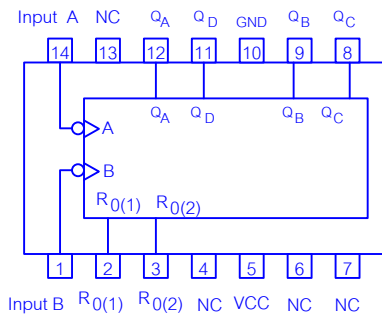 Input A NC QA QD GND QB QC
14 13 12 11 10 9 8
QA QD QB QC
A
B
R0(1) R0(2)
1 2 3 4 5 6 7
Input B R0(1) R0(2) NC VCC NC NC